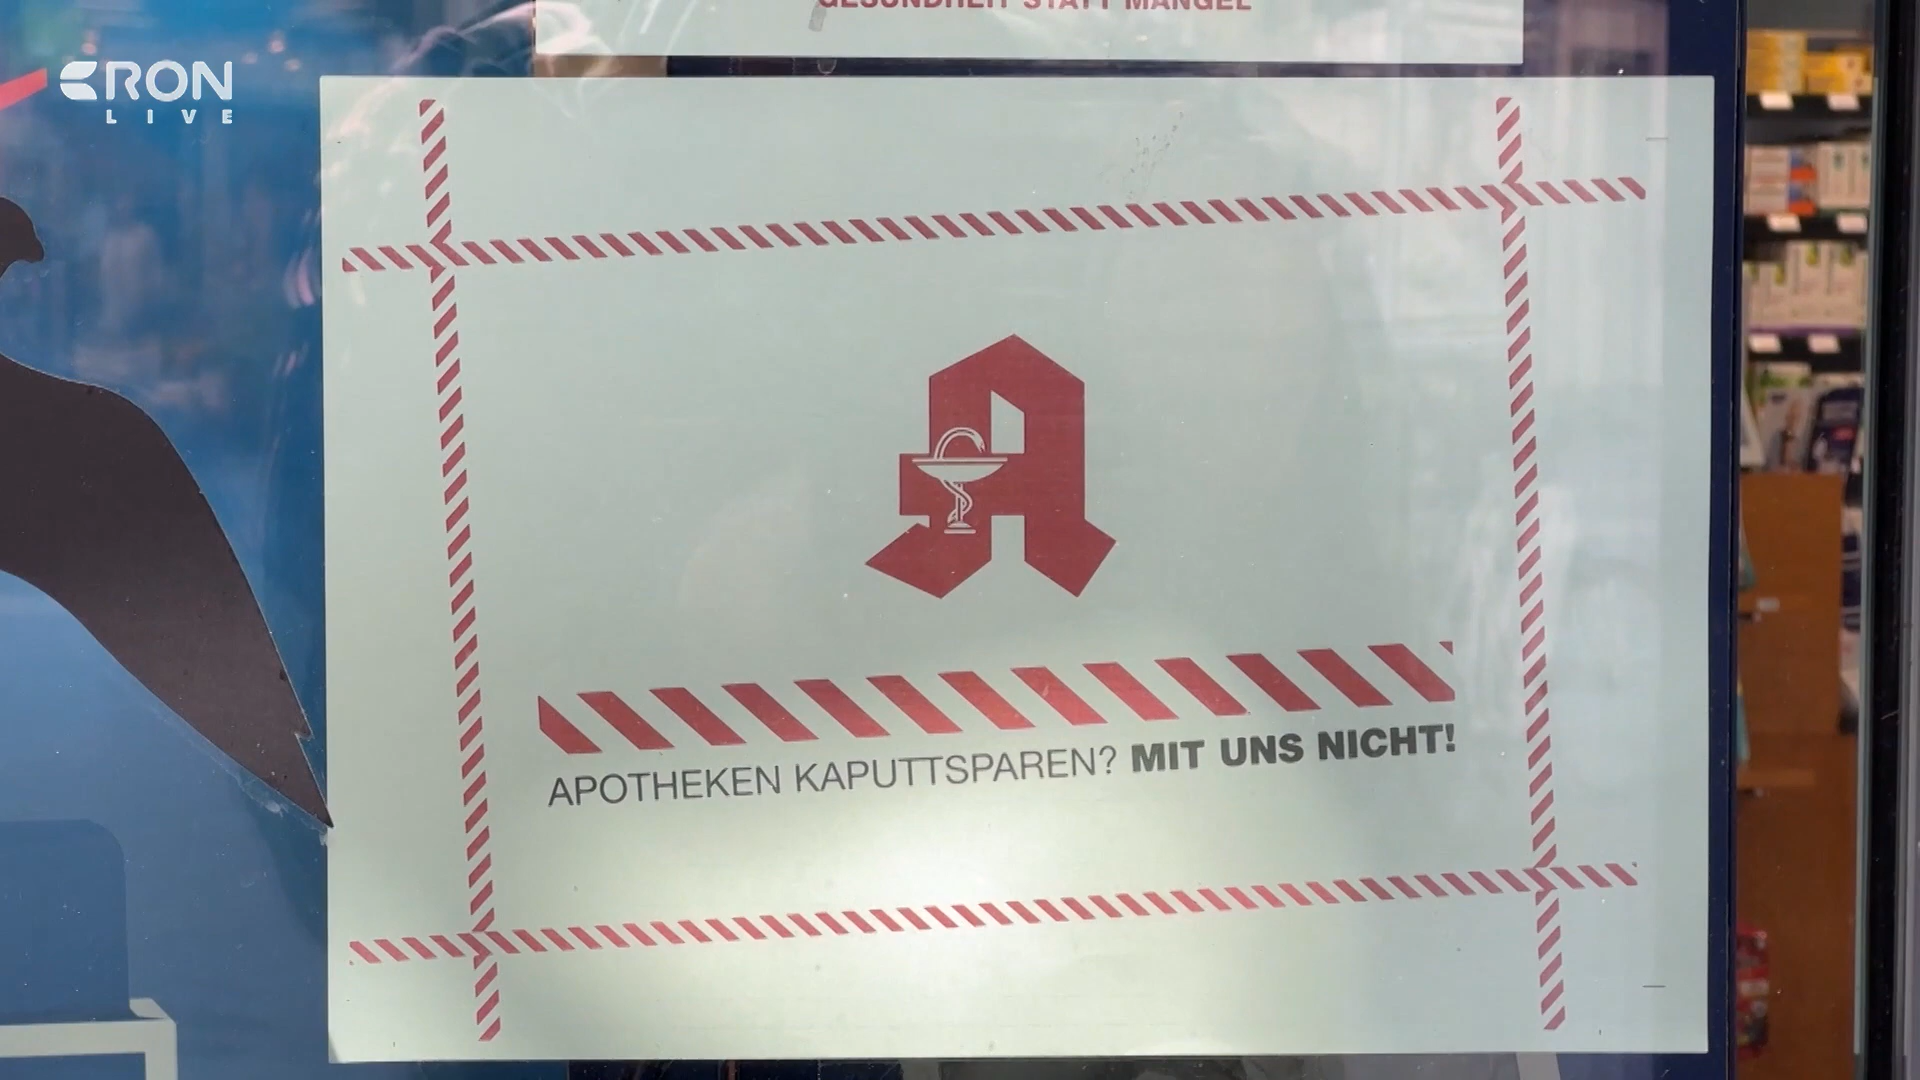 GESUNDHEIT STATT MANGEL
RON
LIVE
APOTHEKEN KAPUTTSPAREN? MIT UNS NICHT!